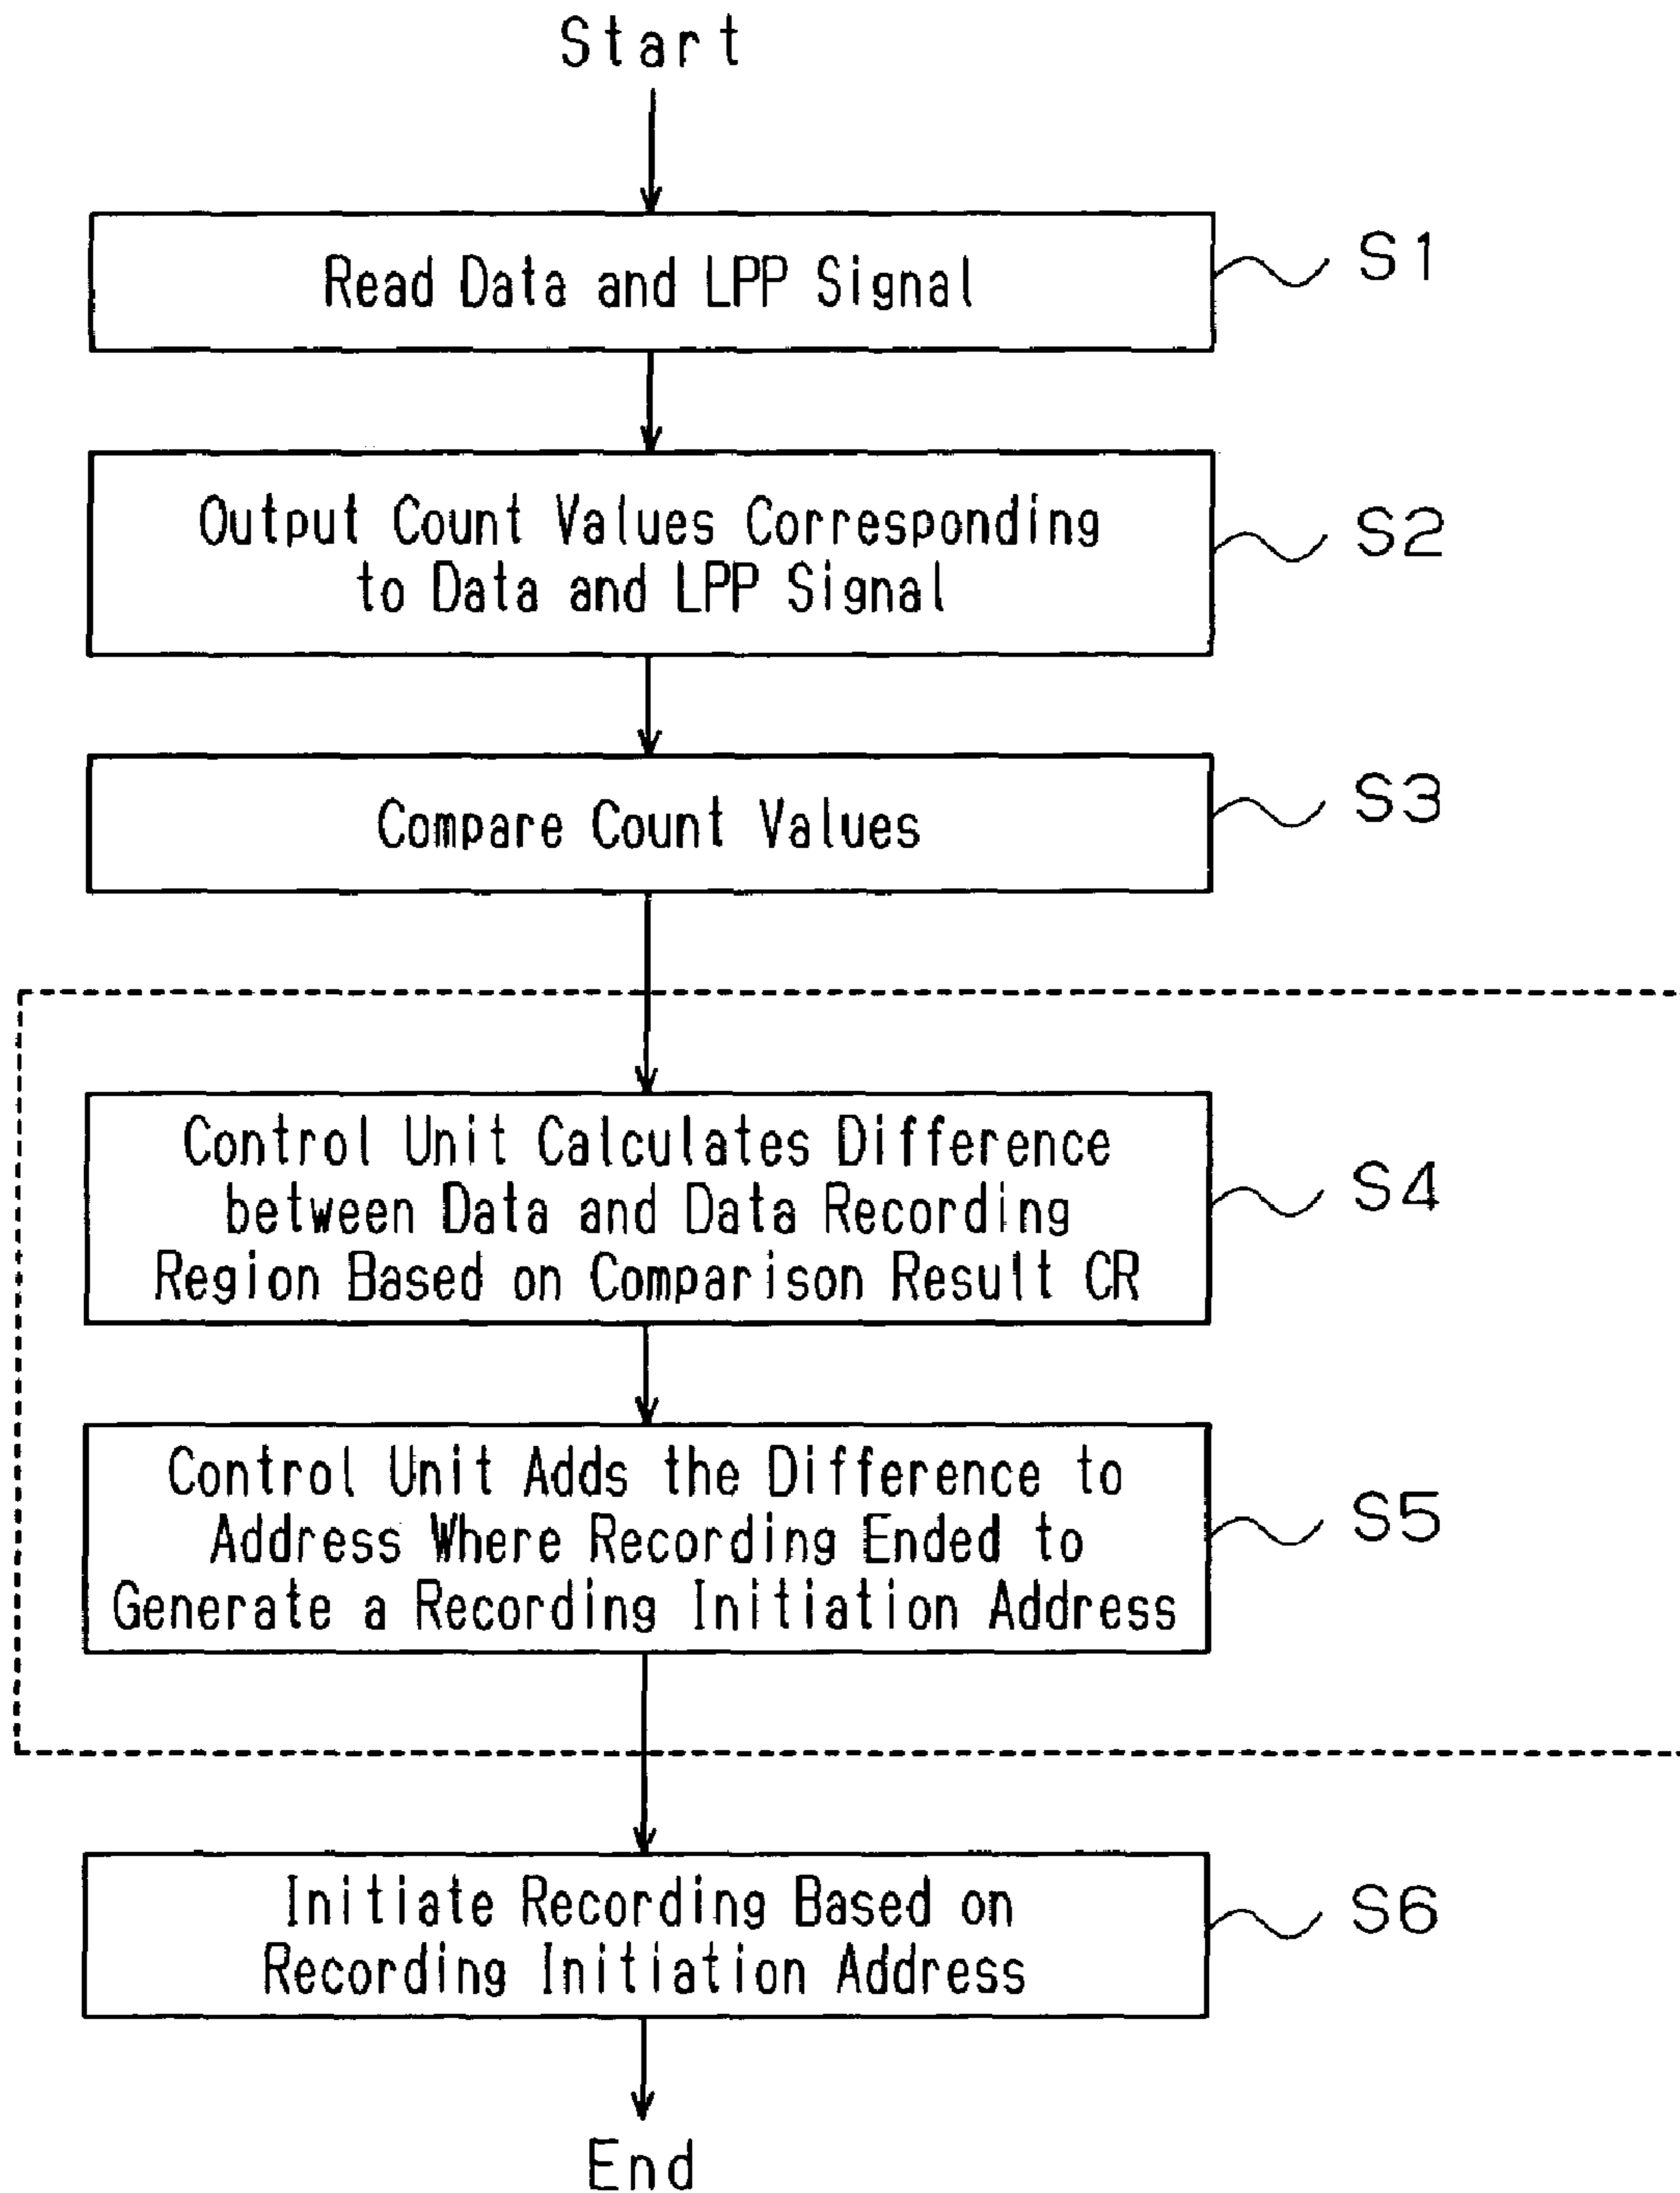 Start
Read Data and LPP Signal
S1
Output Count Values Corresponding
to Data and LPP Signal
S2
Compare Count Values
S3
Control Unit Calculates Difference
between Data and Data Recording
Region Based on Comparison Result CR
S4
Control Unit Adds the Difference to
Address Where Recording Ended to
Generate a Recording Initiation Address
S5
Initiate Recording Based on
Recording Initiation Address
S6
End